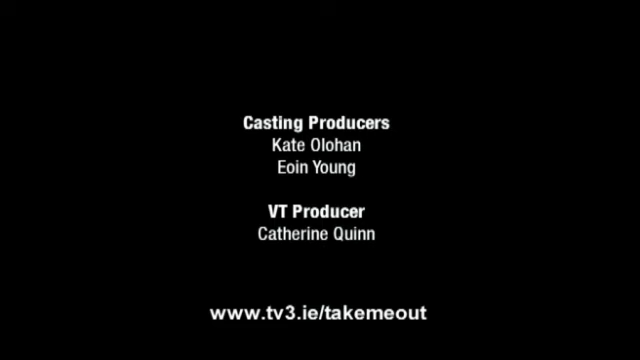 Casting Producers
Kate Olohan
Eoin Young
VT Producer
Catherine Quinn
www.tv3.ie/takemeout